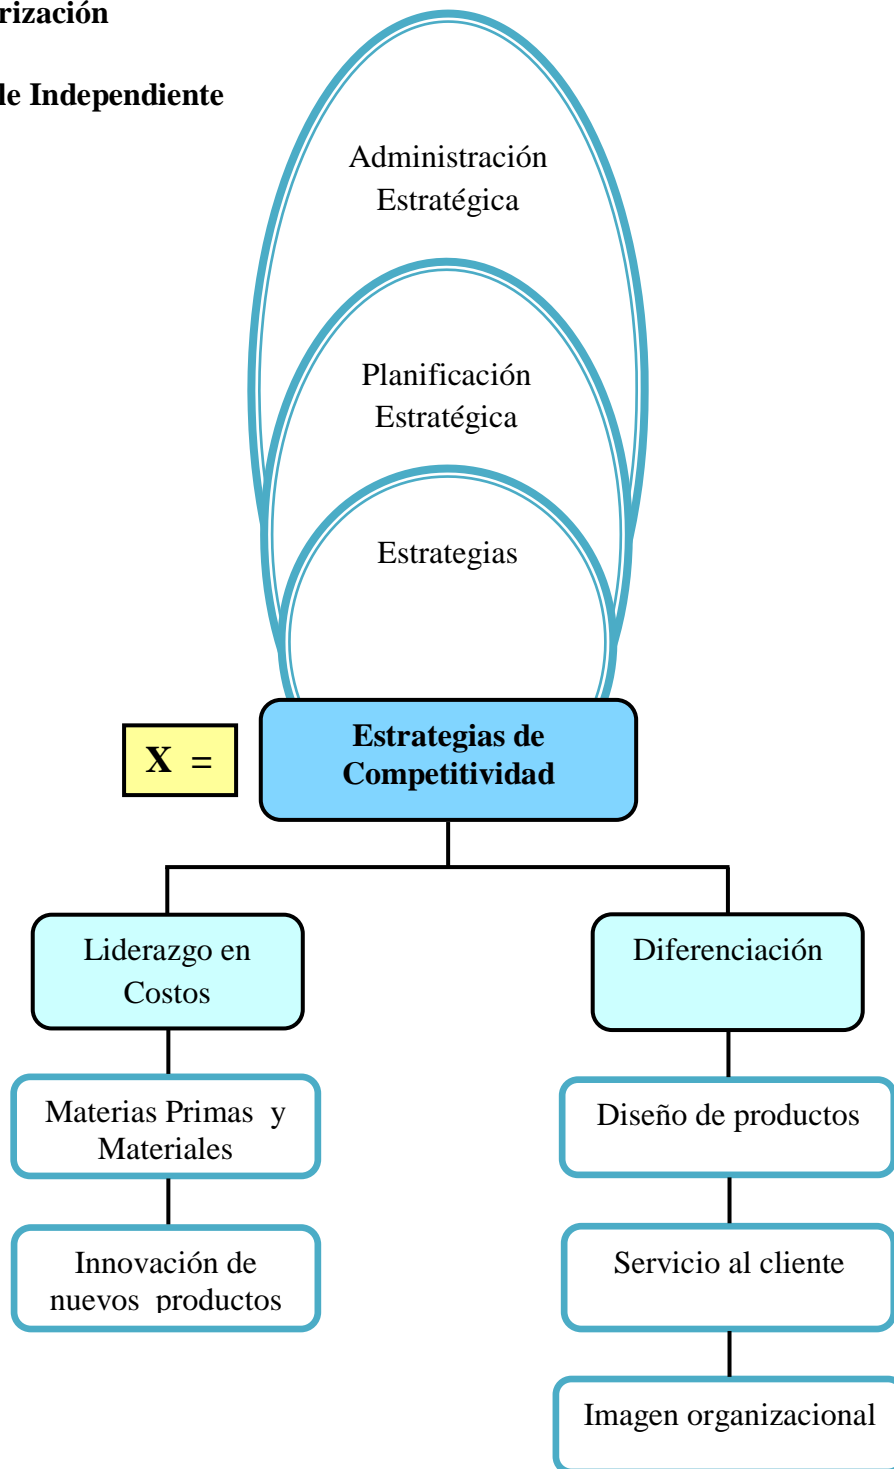 rización
le Independiente
Administración
Estratégica
Planificación
Estratégica
Estrategias
X =
Estrategias de
Competitividad
Liderazgo en
Costos
Diferenciación
Materias Primas y
Materiales
Diseño de productos
Innovación de
nuevos productos
Servicio al cliente
Imagen organizacional